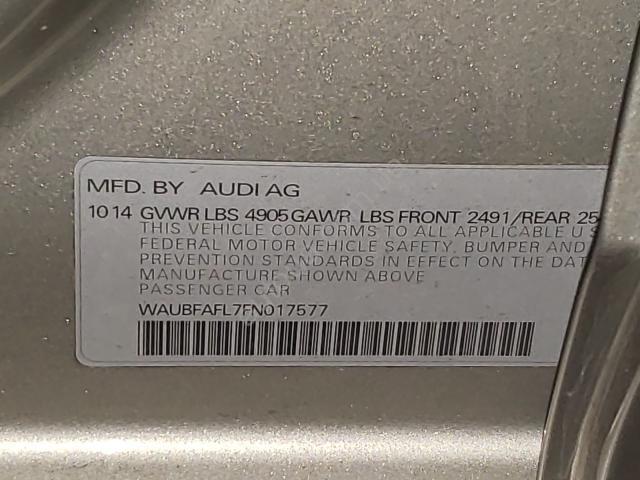 MFD. BY AUDI AG
10 14 GVWR LBS 4905 GAWR LBS FRONT 2491/REAR 25
THIS VEHICLE CONFORMS TO ALL APPLICABLE U S
FEDERAL MOTOR VEHICLE SAFETY, BUMPER AND
PREVENTION STANDARDS IN EFFECT ON THE DAT
MANUFACTURE SHOWN ABOVE
PASSENGER CAR
WAUBFAFL7FN017577